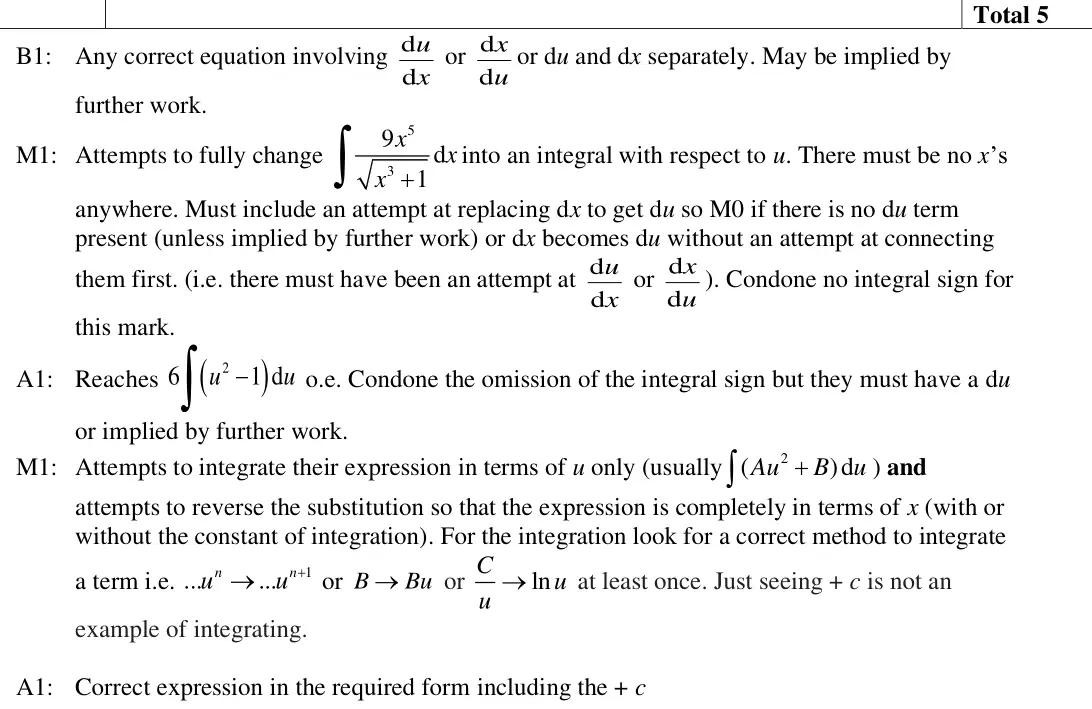 Total 5
B1: Any correct equation involving du/dx or dx/du or du and dx separately. May be implied by
further work.
M1: Attempts to fully change ∫ 9x⁵/√(x³+1) dx into an integral with respect to u. There must be no x’s
anywhere. Must include an attempt at replacing dx to get du so M0 if there is no du term
present (unless implied by further work) or dx becomes du without an attempt at connecting
them first. (i.e. there must have been an attempt at du/dx or dx/du ). Condone no integral sign for
this mark.
A1: Reaches 6∫(u² −1)du o.e. Condone the omission of the integral sign but they must have a du
or implied by further work.
M1: Attempts to integrate their expression in terms of u only (usually ∫(Au² + B)du ) and
attempts to reverse the substitution so that the expression is completely in terms of x (with or
without the constant of integration). For the integration look for a correct method to integrate
a term i.e. ...uⁿ → ...uⁿ⁺¹ or B → Bu or C/u → ln u at least once. Just seeing + c is not an
example of integrating.
A1: Correct expression in the required form including the + c